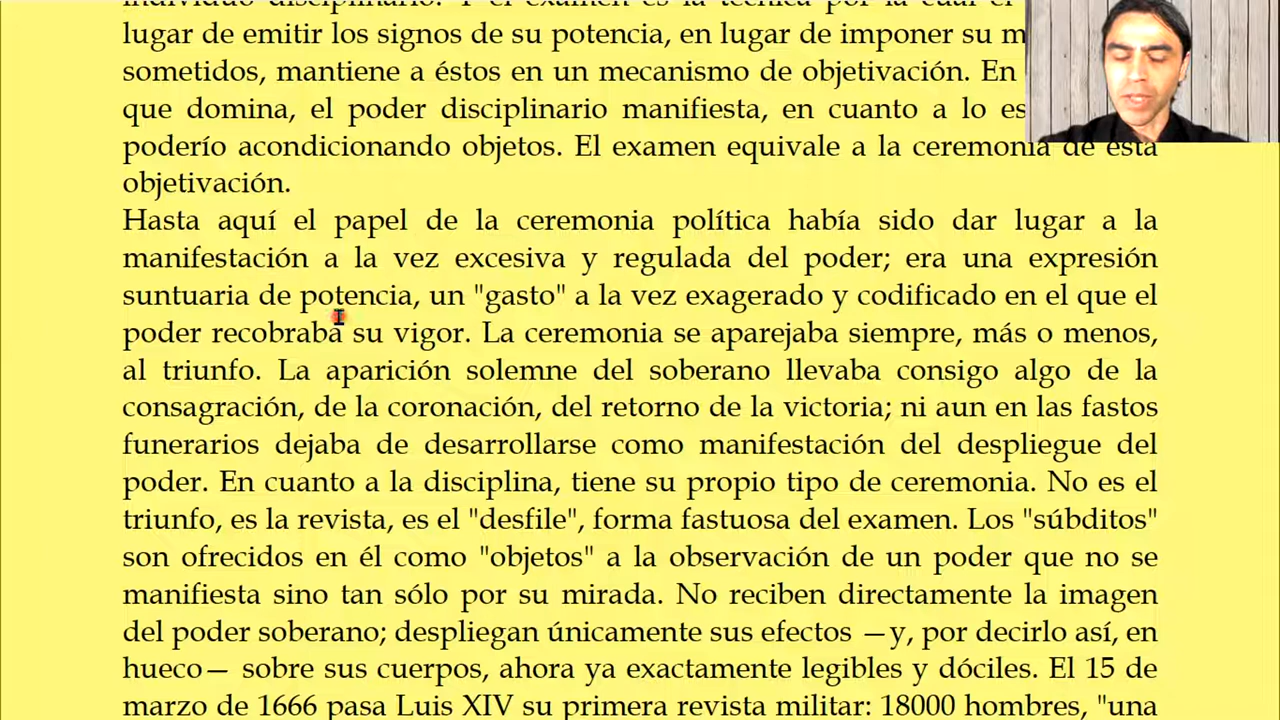 individuo disciplinario. Y el examen es la técnica por la cual el
lugar de emitir los signos de su potencia, en lugar de imponer su m
sometidos, mantiene a éstos en un mecanismo de objetivación. En
que domina, el poder disciplinario manifiesta, en cuanto a lo es
poderío acondicionando objetos. El examen equivale a la ceremonia de esta
objetivación.
Hasta aquí el papel de la ceremonia política había sido dar lugar a la
manifestación a la vez excesiva y regulada del poder; era una expresión
suntuaria de potencia, un "gasto" a la vez exagerado y codificado en el que el
poder recobraba su vigor. La ceremonia se aparejaba siempre, más o menos,
al triunfo. La aparición solemne del soberano llevaba consigo algo de la
consagración, de la coronación, del retorno de la victoria; ni aun en las fastos
funerarios dejaba de desarrollarse como manifestación del despliegue del
poder. En cuanto a la disciplina, tiene su propio tipo de ceremonia. No es el
triunfo, es la revista, es el "desfile", forma fastuosa del examen. Los "súbditos"
son ofrecidos en él como "objetos" a la observación de un poder que no se
manifiesta sino tan sólo por su mirada. No reciben directamente la imagen
del poder soberano; despliegan únicamente sus efectos —y, por decirlo así, en
hueco— sobre sus cuerpos, ahora ya exactamente legibles y dóciles. El 15 de
marzo de 1666 pasa Luis XIV su primera revista militar: 18000 hombres, "una